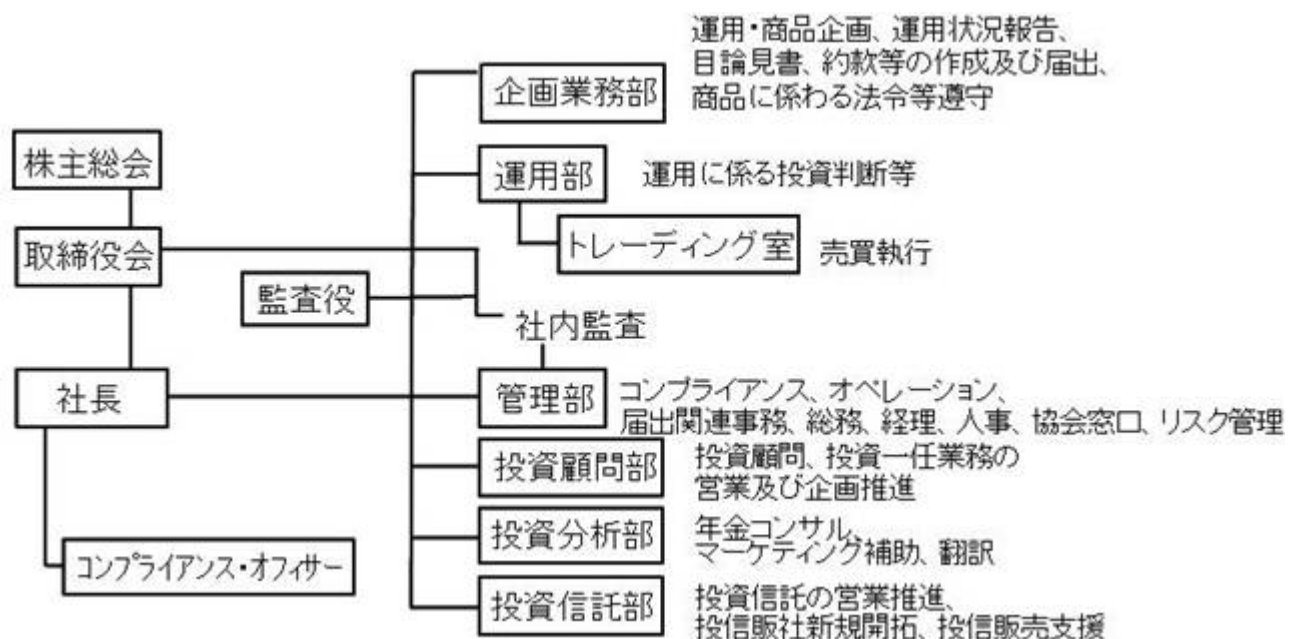 運用・商品企画、運用状況報告、
目論見書、約款等の作成及び届出、
商品に係わる法令等遵守
企画業務部
株主総会
運用部
運用に係る投資判断等
取締役会
トレーディング室
売買執行
監査役
社内監査
社長
管理部
コンプライアンス、オペレーション、
届出関連事務、総務、経理、人事、協会窓口、リスク管理
投資顧問部
投資顧問、投資一任業務の
営業及び企画推進
投資分析部
年金コンサル、
マーケティング補助、翻訳
コンプライアンス・オフィサー
投資信託部
投資信託の営業推進、
投信販社新規開拓、投信販売支援